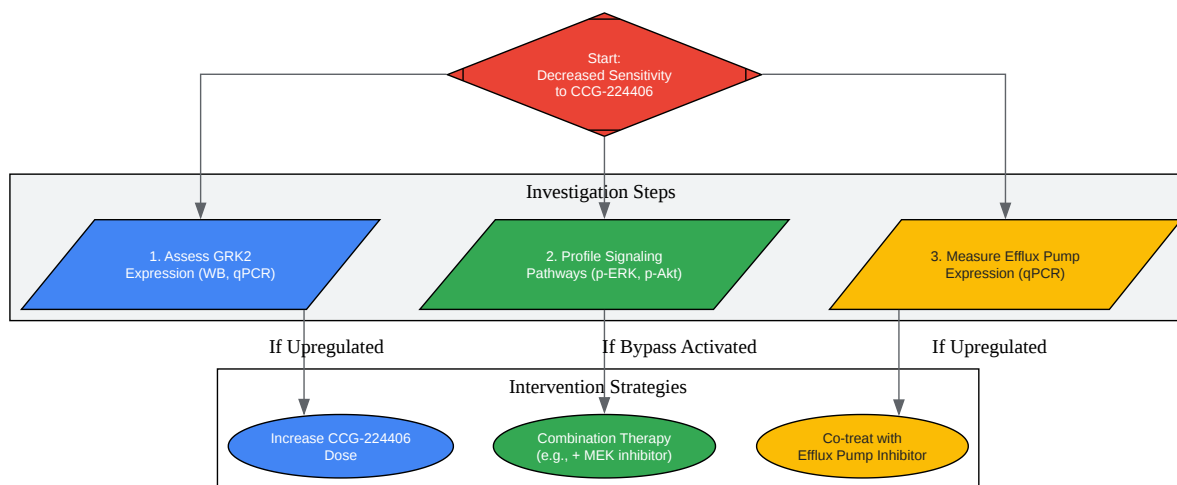 Start:
Decreased Sensitivity
to CCG-224406
Investigation Steps
1. Assess GRK2
Expression (WB, qPCR)
2. Profile Signaling
Pathways (p-ERK, p-Akt)
3. Measure Efflux Pump
Expression (qPCR)
If Upregulated
If Bypass Activated
If Upregulated
Intervention Strategies
Increase CCG-224406
Dose
Combination Therapy
(e.g., + MEK inhibitor)
Co-treat with
Efflux Pump Inhibitor